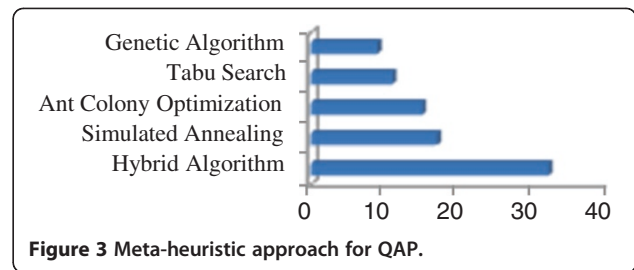 Genetic Algorithm
Tabu Search
Ant Colony Optimization
Simulated Annealing
Hybrid Algorithm
0 10 20 30 40
Figure 3 Meta-heuristic approach for QAP.